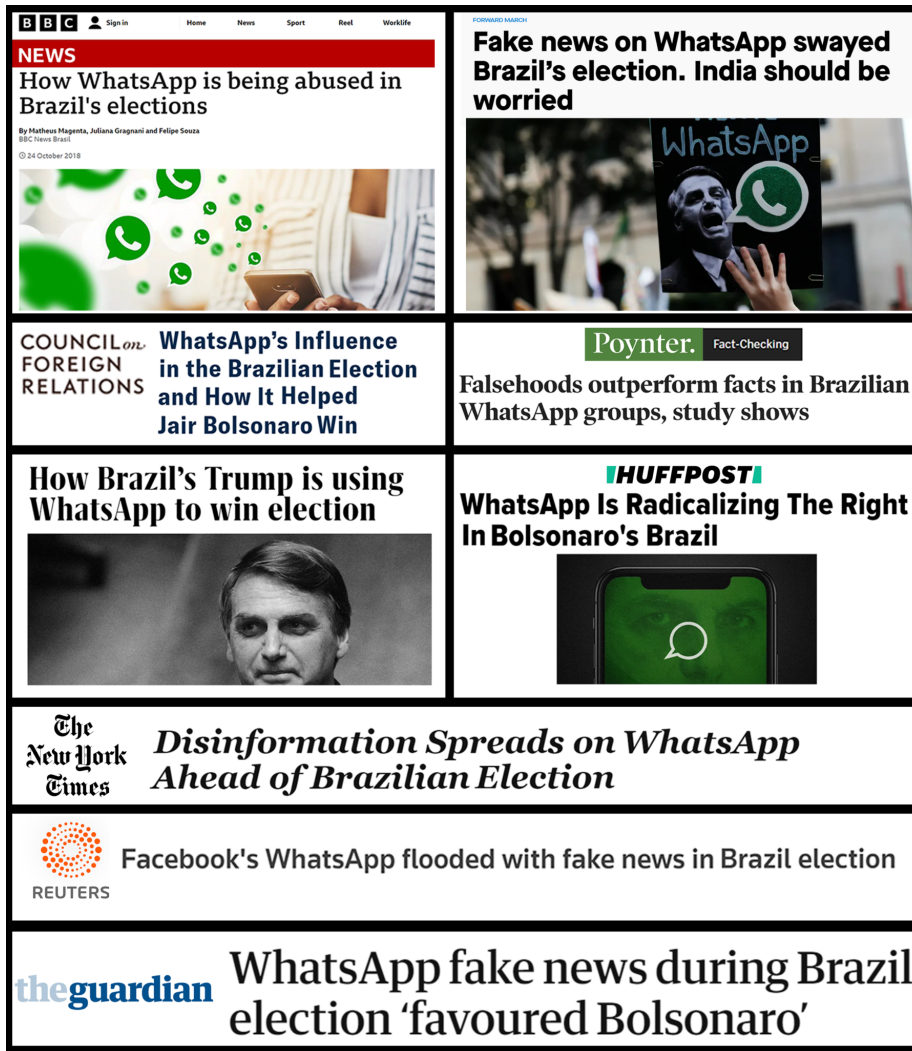 BBC
Sign in
Home News Sport Reel Worklife
NEWS
How WhatsApp is being abused in
Brazil's elections
By Matheus Magenta, Juliana Gragnani and Felipe Souza
BBC News Brasil
24 October 2018
FORWARD MARCH
Fake news on WhatsApp swayed
Brazil's election. India should be
worried
WhatsApp
COUNCIL on
FOREIGN
RELATIONS
WhatsApp's Influence
in the Brazilian Election
and How It Helped
Jair Bolsonaro Win
Poynter. Fact-Checking
Falsehoods outperform facts in Brazilian
WhatsApp groups, study shows
How Brazil's Trump is using
WhatsApp to win election
HUFFPOST
WhatsApp Is Radicalizing The Right
In Bolsonaro's Brazil
The
New York
Times
Disinformation Spreads on WhatsApp
Ahead of Brazilian Election
REUTERS
Facebook's WhatsApp flooded with fake news in Brazil election
theguardian
WhatsApp fake news during Brazil
election ‘favoured Bolsonaro’